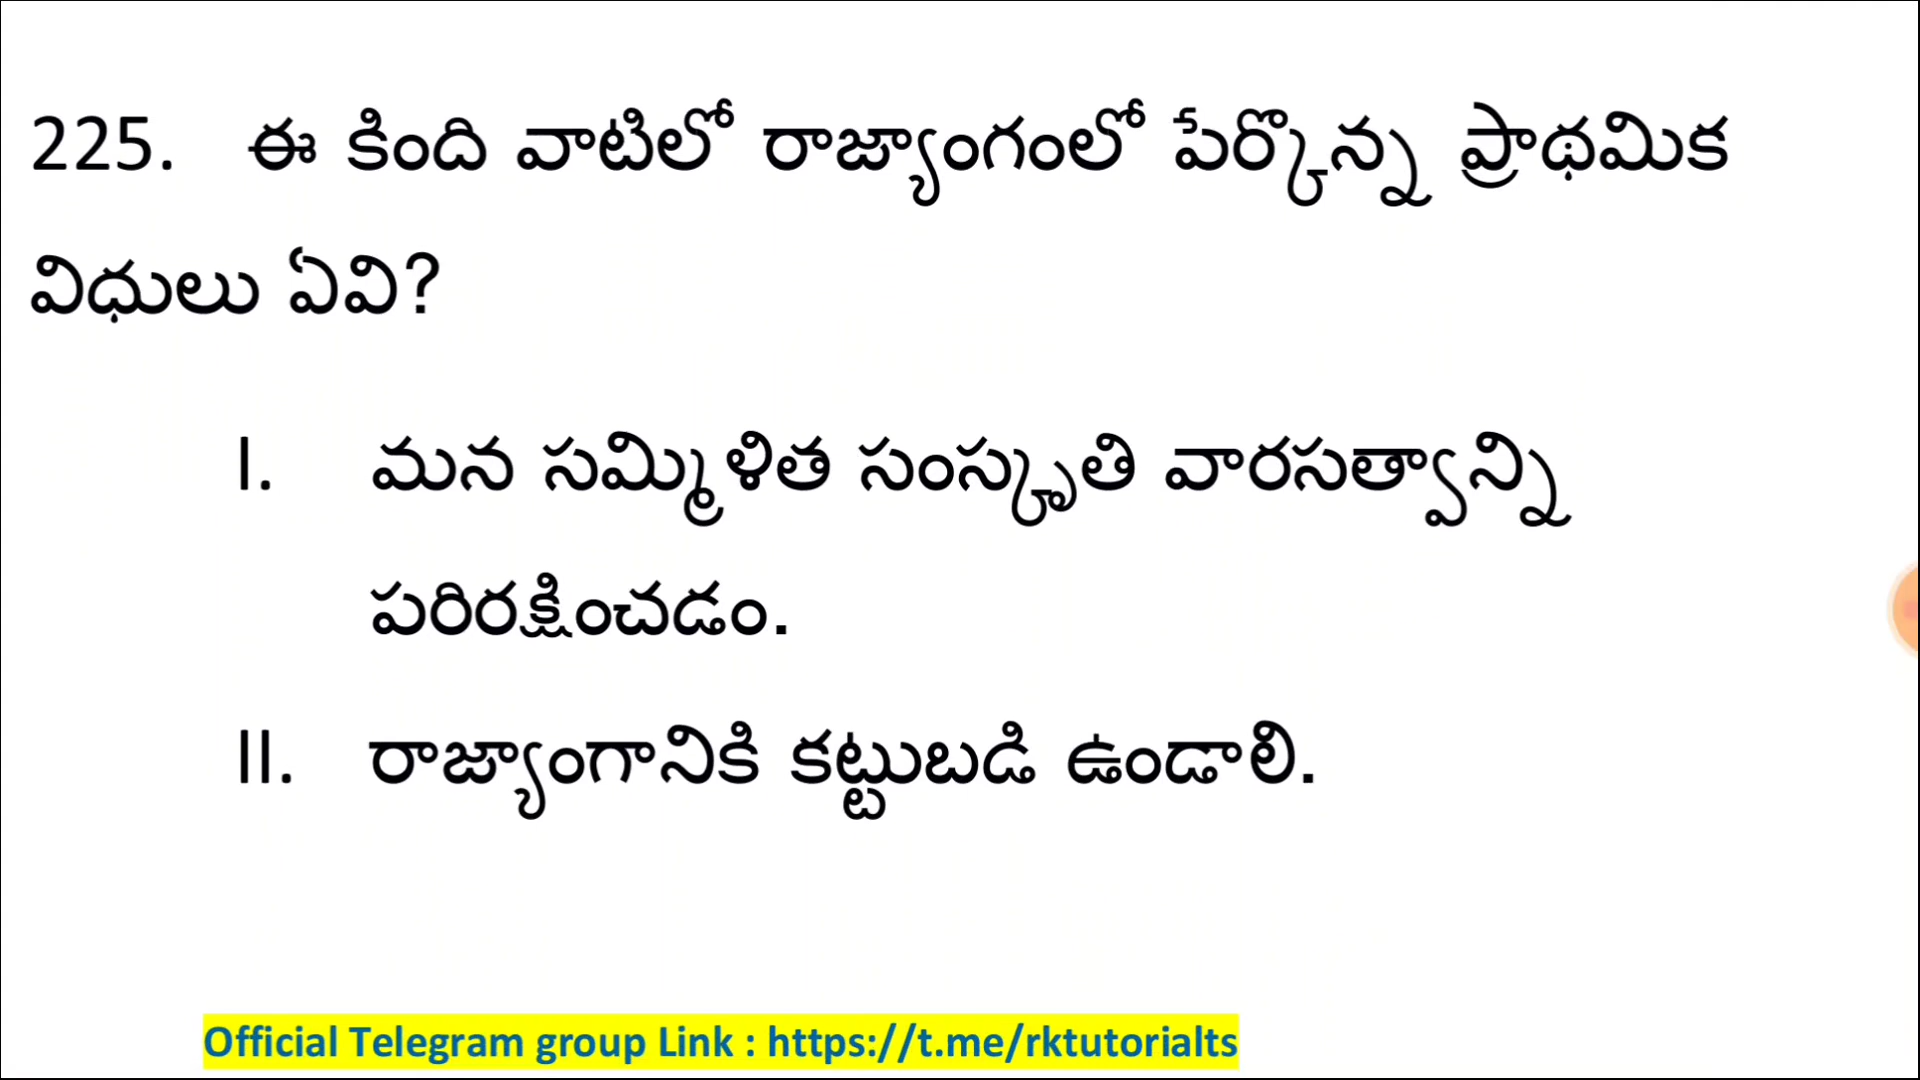 225. ఈ కింది వాటిలో రాజ్యాంగంలో పేర్కొన్న ప్రాథమిక
విధులు ఏవి?
I. మన సమ్మిళిత సంస్కృతి వారసత్వాన్ని
పరిరక్షించడం.
II. రాజ్యాంగానికి కట్టుబడి ఉండాలి.
Official Telegram group Link : https://t.me/rktutorialts